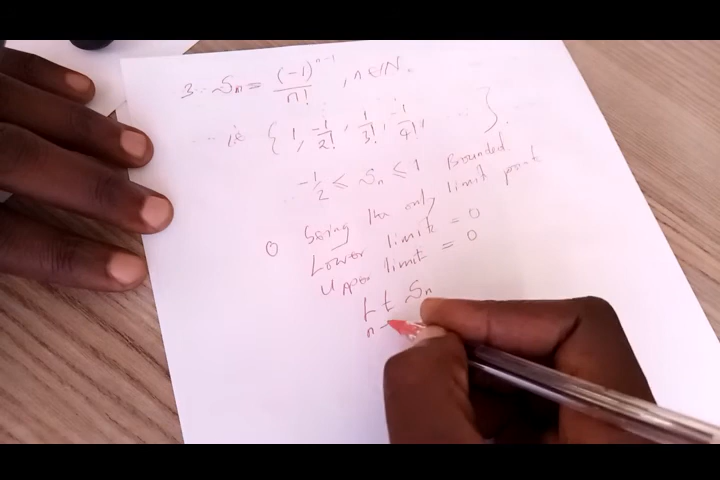 3.. Sn = (-1)^{n-1} / n! , n ∈ N.
i.e { 1, -1/2!, 1/3!, -1/4!, ..... }.
-1/2 ≤ Sn ≤ 1 Bounded.
0 being the only limit point
Lower limit = 0
Upper limit = 0
Lt Sn
n →